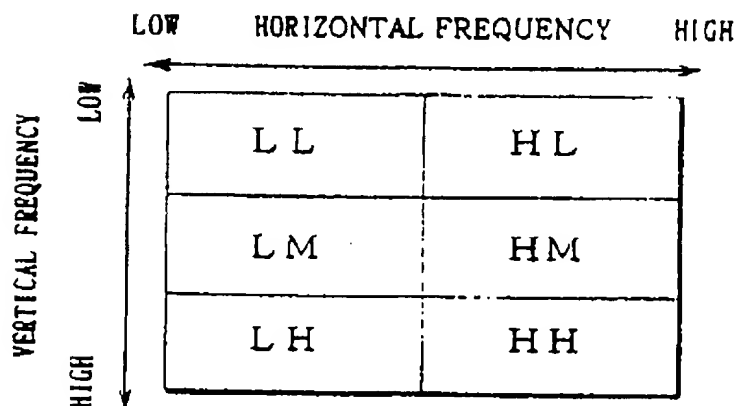 LOW HORIZONTAL FREQUENCY HIGH
LOW
VERTICAL FREQUENCY
HIGH
LL HL
LM HM
LH HH